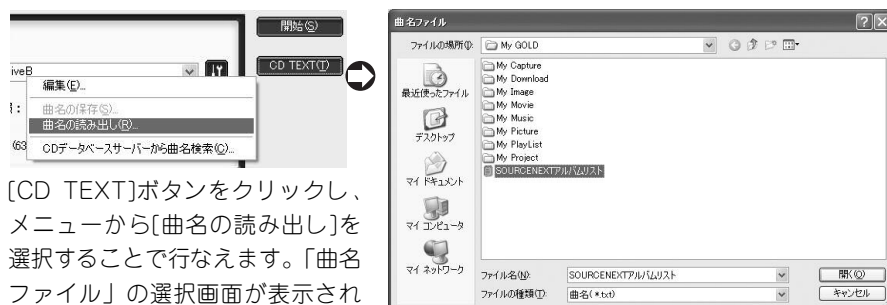 開始(S)
CD TEXT(T)
iveB
編集(E)...
曲名の保存(S)...
曲名の読み出し(R)...
(63
CDデータベースサーバーから曲名検索(C)...
[CD TEXT]ボタンをクリックし、
メニューから[曲名の読み出し]を
選択することで行なえます。「曲名
ファイル」の選択画面が表示され
曲名ファイル
ファイルの場所(I):
My GOLD
最近使ったファイル
デスクトップ
マイ ドキュメント
マイ コンピュータ
マイ ネットワーク
My Capture
My Download
My Image
My Movie
My Music
My Picture
My PlayList
My Project
SOURCENEXTアルバムリスト
ファイル名(N):
SOURCENEXTアルバムリスト
開く(O)
ファイルの種類(T):
曲名(*.txt)
キャンセル